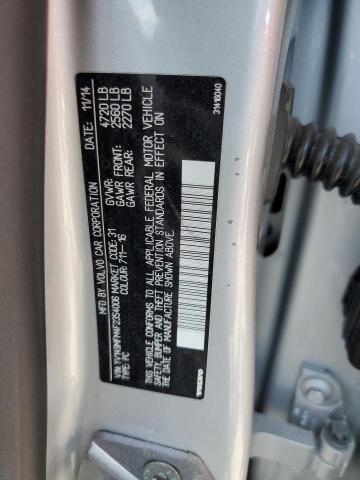 MFD BY: VOLVO CAR CORPORATION DATE: 11/14
GVWR: 4720 LB
GAWR FRONT: 2560 LB
GAWR REAR: 2270 LB
MARKET CODE: 31
COLOUR: 711-16
TYPE: PC
THIS VEHICLE CONFORMS TO ALL APPLICABLE FEDERAL MOTOR VEHICLE
SAFETY, BUMPER AND THEFT PREVENTION STANDARDS IN EFFECT ON
THE DATE OF MANUFACTURE SHOWN ABOVE.
VOLVO
31418040